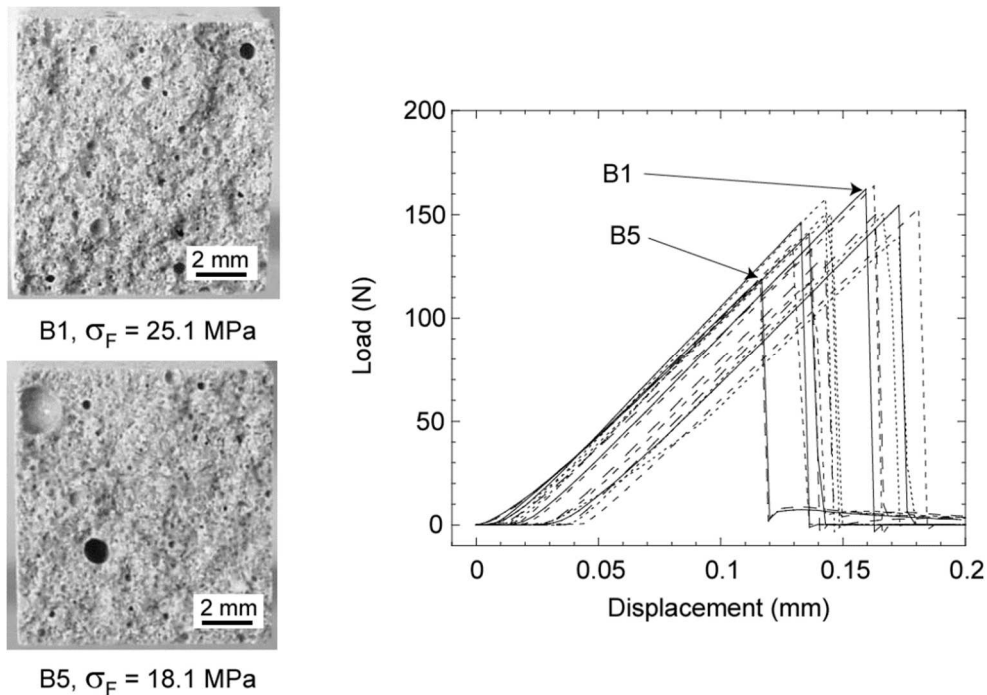 2 mm
B1, σF = 25.1 MPa
2 mm
B5, σF = 18.1 MPa
200
150
100
50
0
Load (N)
B1
B5
0
0.05
0.1
0.15
0.2
Displacement (mm)